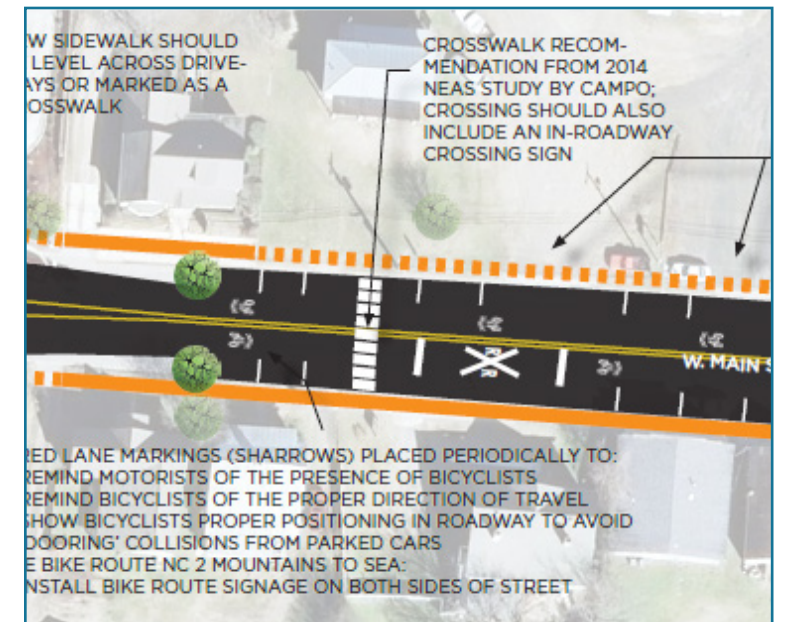 W SIDEWALK SHOULD
LEVEL ACROSS DRIVE-
AYS OR MARKED AS A
OSSWALK
CROSSWALK RECOM-
MENDATION FROM 2014
NEAS STUDY BY CAMPO;
CROSSING SHOULD ALSO
INCLUDE AN IN-ROADWAY
CROSSING SIGN
R R
W. MAIN S
RED LANE MARKINGS (SHARROWS) PLACED PERIODICALLY TO:
REMIND MOTORISTS OF THE PRESENCE OF BICYCLISTS
REMIND BICYCLISTS OF THE PROPER DIRECTION OF TRAVEL
SHOW BICYCLISTS PROPER POSITIONING IN ROADWAY TO AVOID
DOORING' COLLISIONS FROM PARKED CARS
E BIKE ROUTE NC 2 MOUNTAINS TO SEA:
NSTALL BIKE ROUTE SIGNAGE ON BOTH SIDES OF STREET